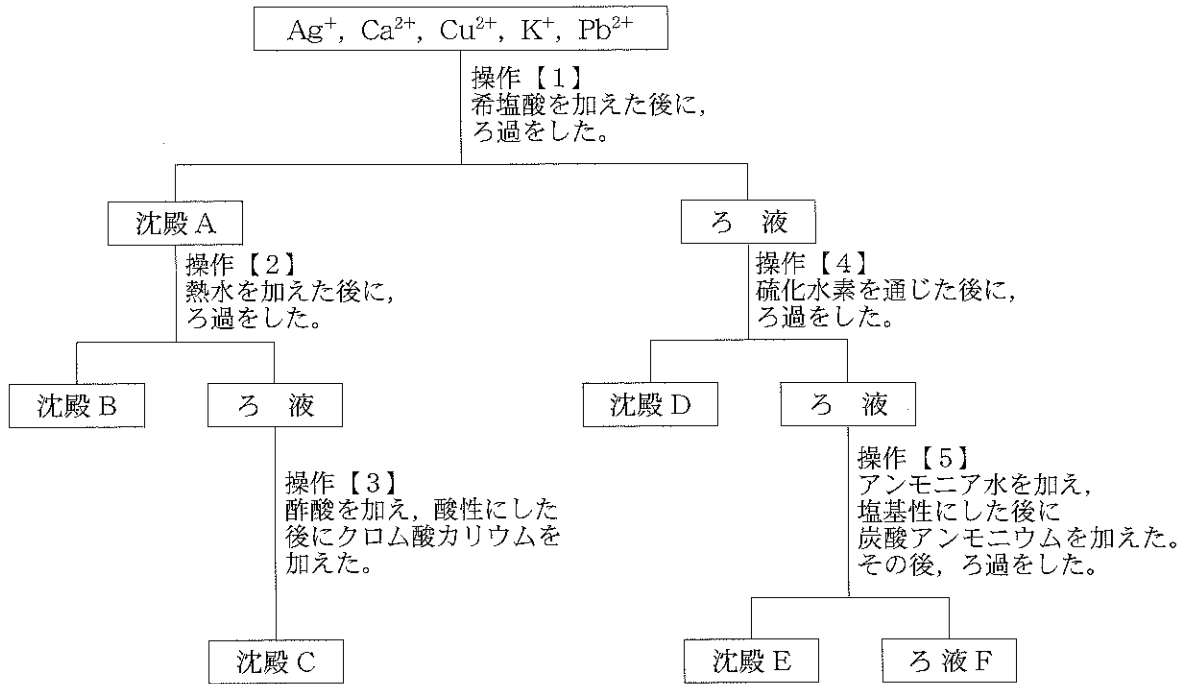 Ag⁺, Ca²⁺, Cu²⁺, K⁺, Pb²⁺
操作【1】
希塩酸を加えた後に,
ろ過をした。
沈殿A
ろ 液
操作【2】
熱水を加えた後に,
ろ過をした。
操作【4】
硫化水素を通じた後に,
ろ過をした。
沈殿B
ろ 液
沈殿D
ろ 液
操作【3】
酢酸を加え, 酸性にした
後にクロム酸カリウムを
加えた。
操作【5】
アンモニア水を加え,
塩基性にした後に
炭酸アンモニウムを加えた。
その後, ろ過をした。
沈殿C
沈殿E
ろ液F